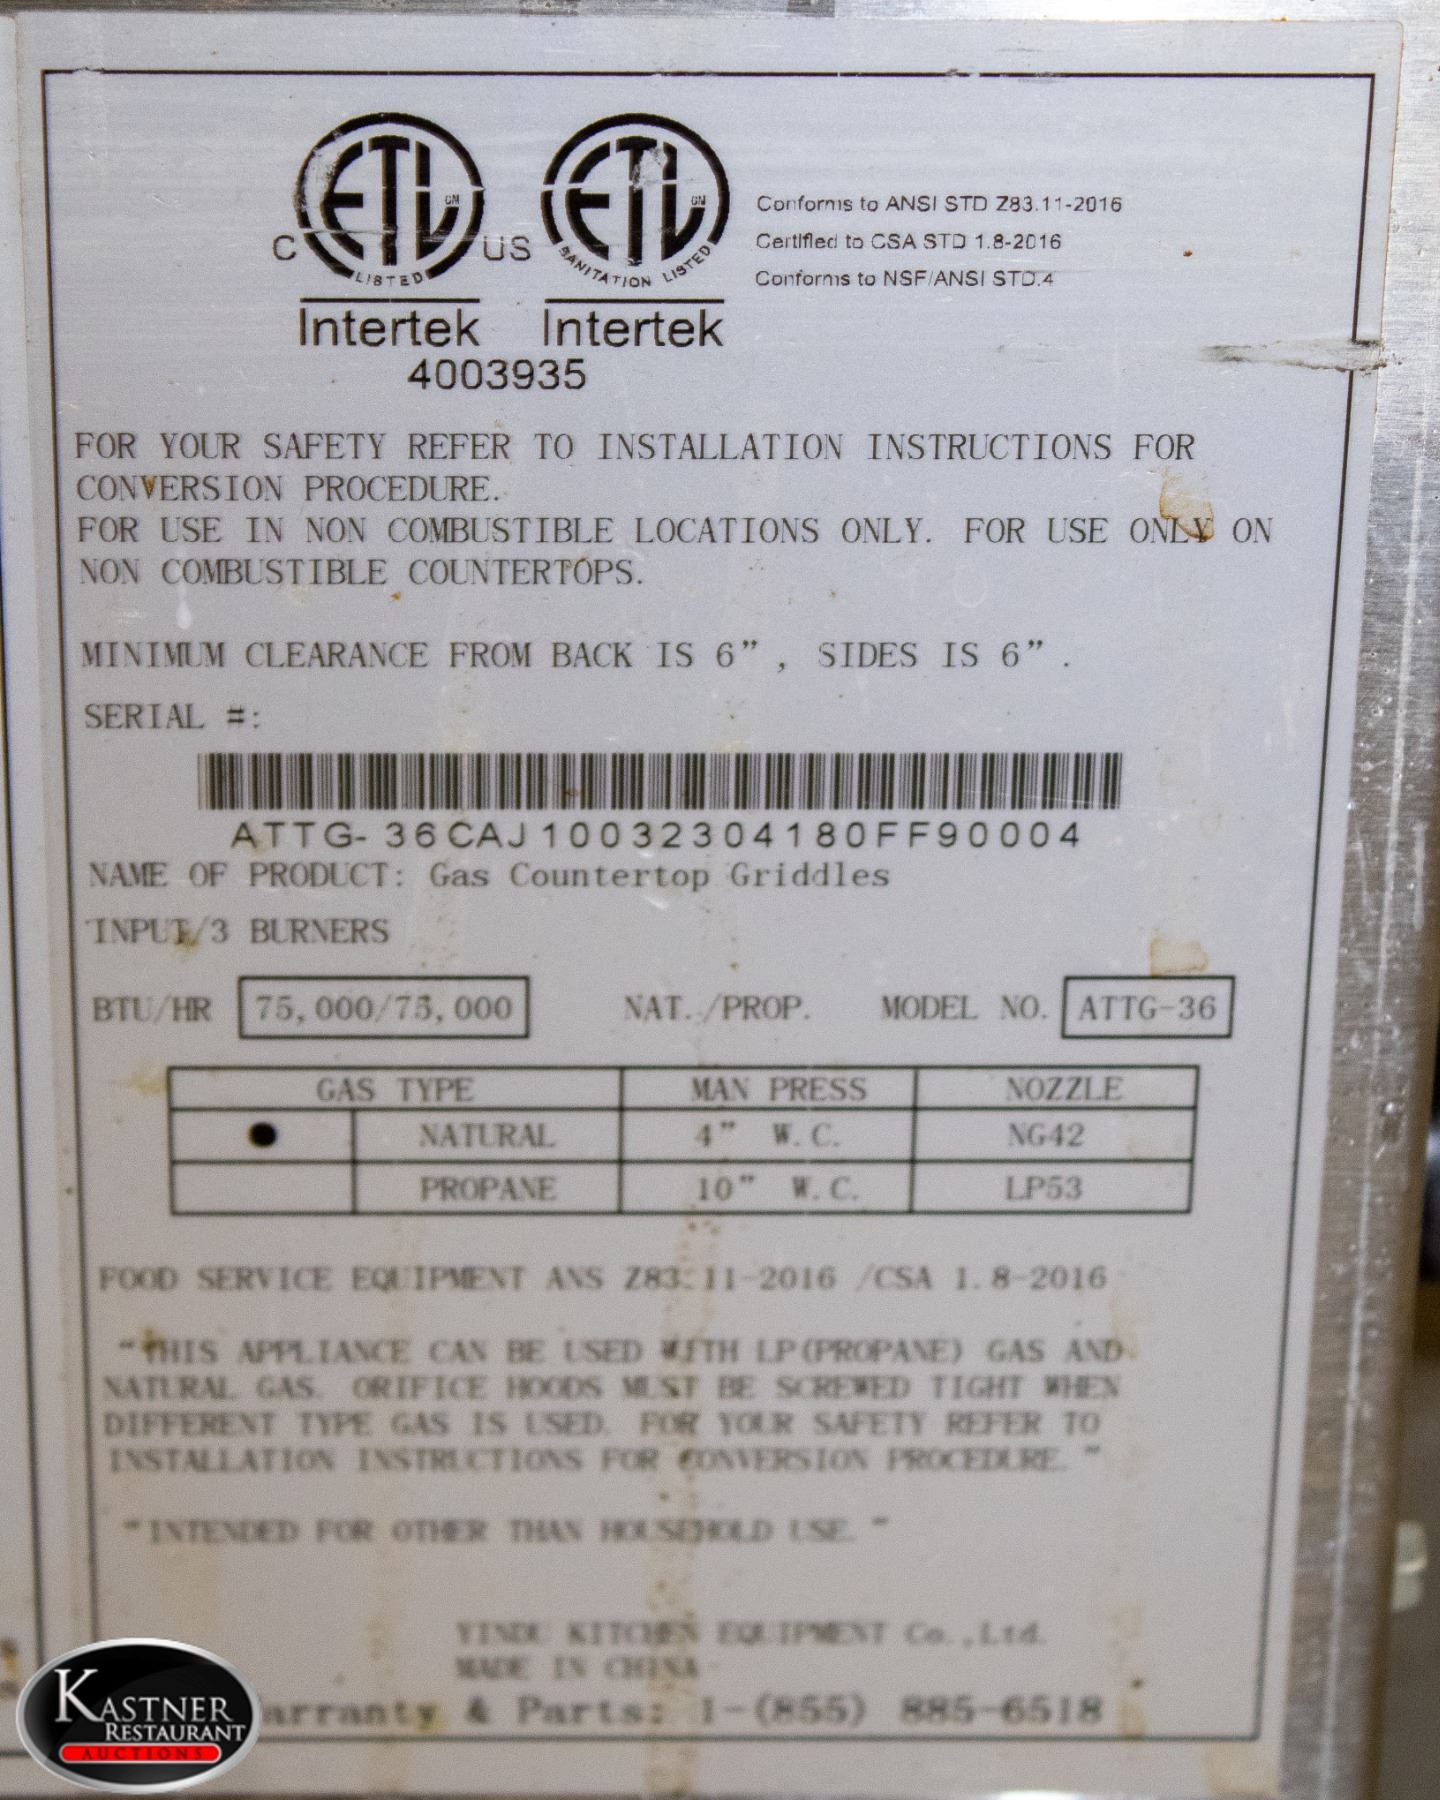 ETL CM ETL CM
C US
LISTED SANITATION LISTED
Intertek Intertek
4003935
Conforms to ANSI STD Z83.11-2016
Certified to CSA STD 1.8-2016
Conforms to NSF/ANSI STD.4
FOR YOUR SAFETY REFER TO INSTALLATION INSTRUCTIONS FOR
CONVERSION PROCEDURE.
FOR USE IN NON COMBUSTIBLE LOCATIONS ONLY. FOR USE ONLY ON
NON COMBUSTIBLE COUNTERTOPS.
MINIMUM CLEARANCE FROM BACK IS 6”, SIDES IS 6”.
SERIAL #:
ATTG-36CAJ10032304180FF90004
NAME OF PRODUCT: Gas Countertop Griddles
INPUT/3 BURNERS
BTU/HR 75,000/75,000 NAT./PROP. MODEL NO. ATTG-36
GAS TYPE MAN PRESS NOZZLE
● NATURAL 4” W.C. NG42
PROPANE 10” W.C. LP53
FOOD SERVICE EQUIPMENT ANS Z83.11-2016 /CSA 1.8-2016
“THIS APPLIANCE CAN BE USED WITH LP(PROPANE) GAS AND
NATURAL GAS. ORIFICE HOODS MUST BE SCREWED TIGHT WHEN
DIFFERENT TYPE GAS IS USED. FOR YOUR SAFETY REFER TO
INSTALLATION INSTRUCTIONS FOR CONVERSION PROCEDURE.”
“INTENDED FOR OTHER THAN HOUSEHOLD USE.”
YINDU KITCHEN EQUIPMENT Co.,Ltd.
MADE IN CHINA
arranty & Parts: 1-(855) 885-6518
KASTNER
RESTAURANT
AUCTIONS